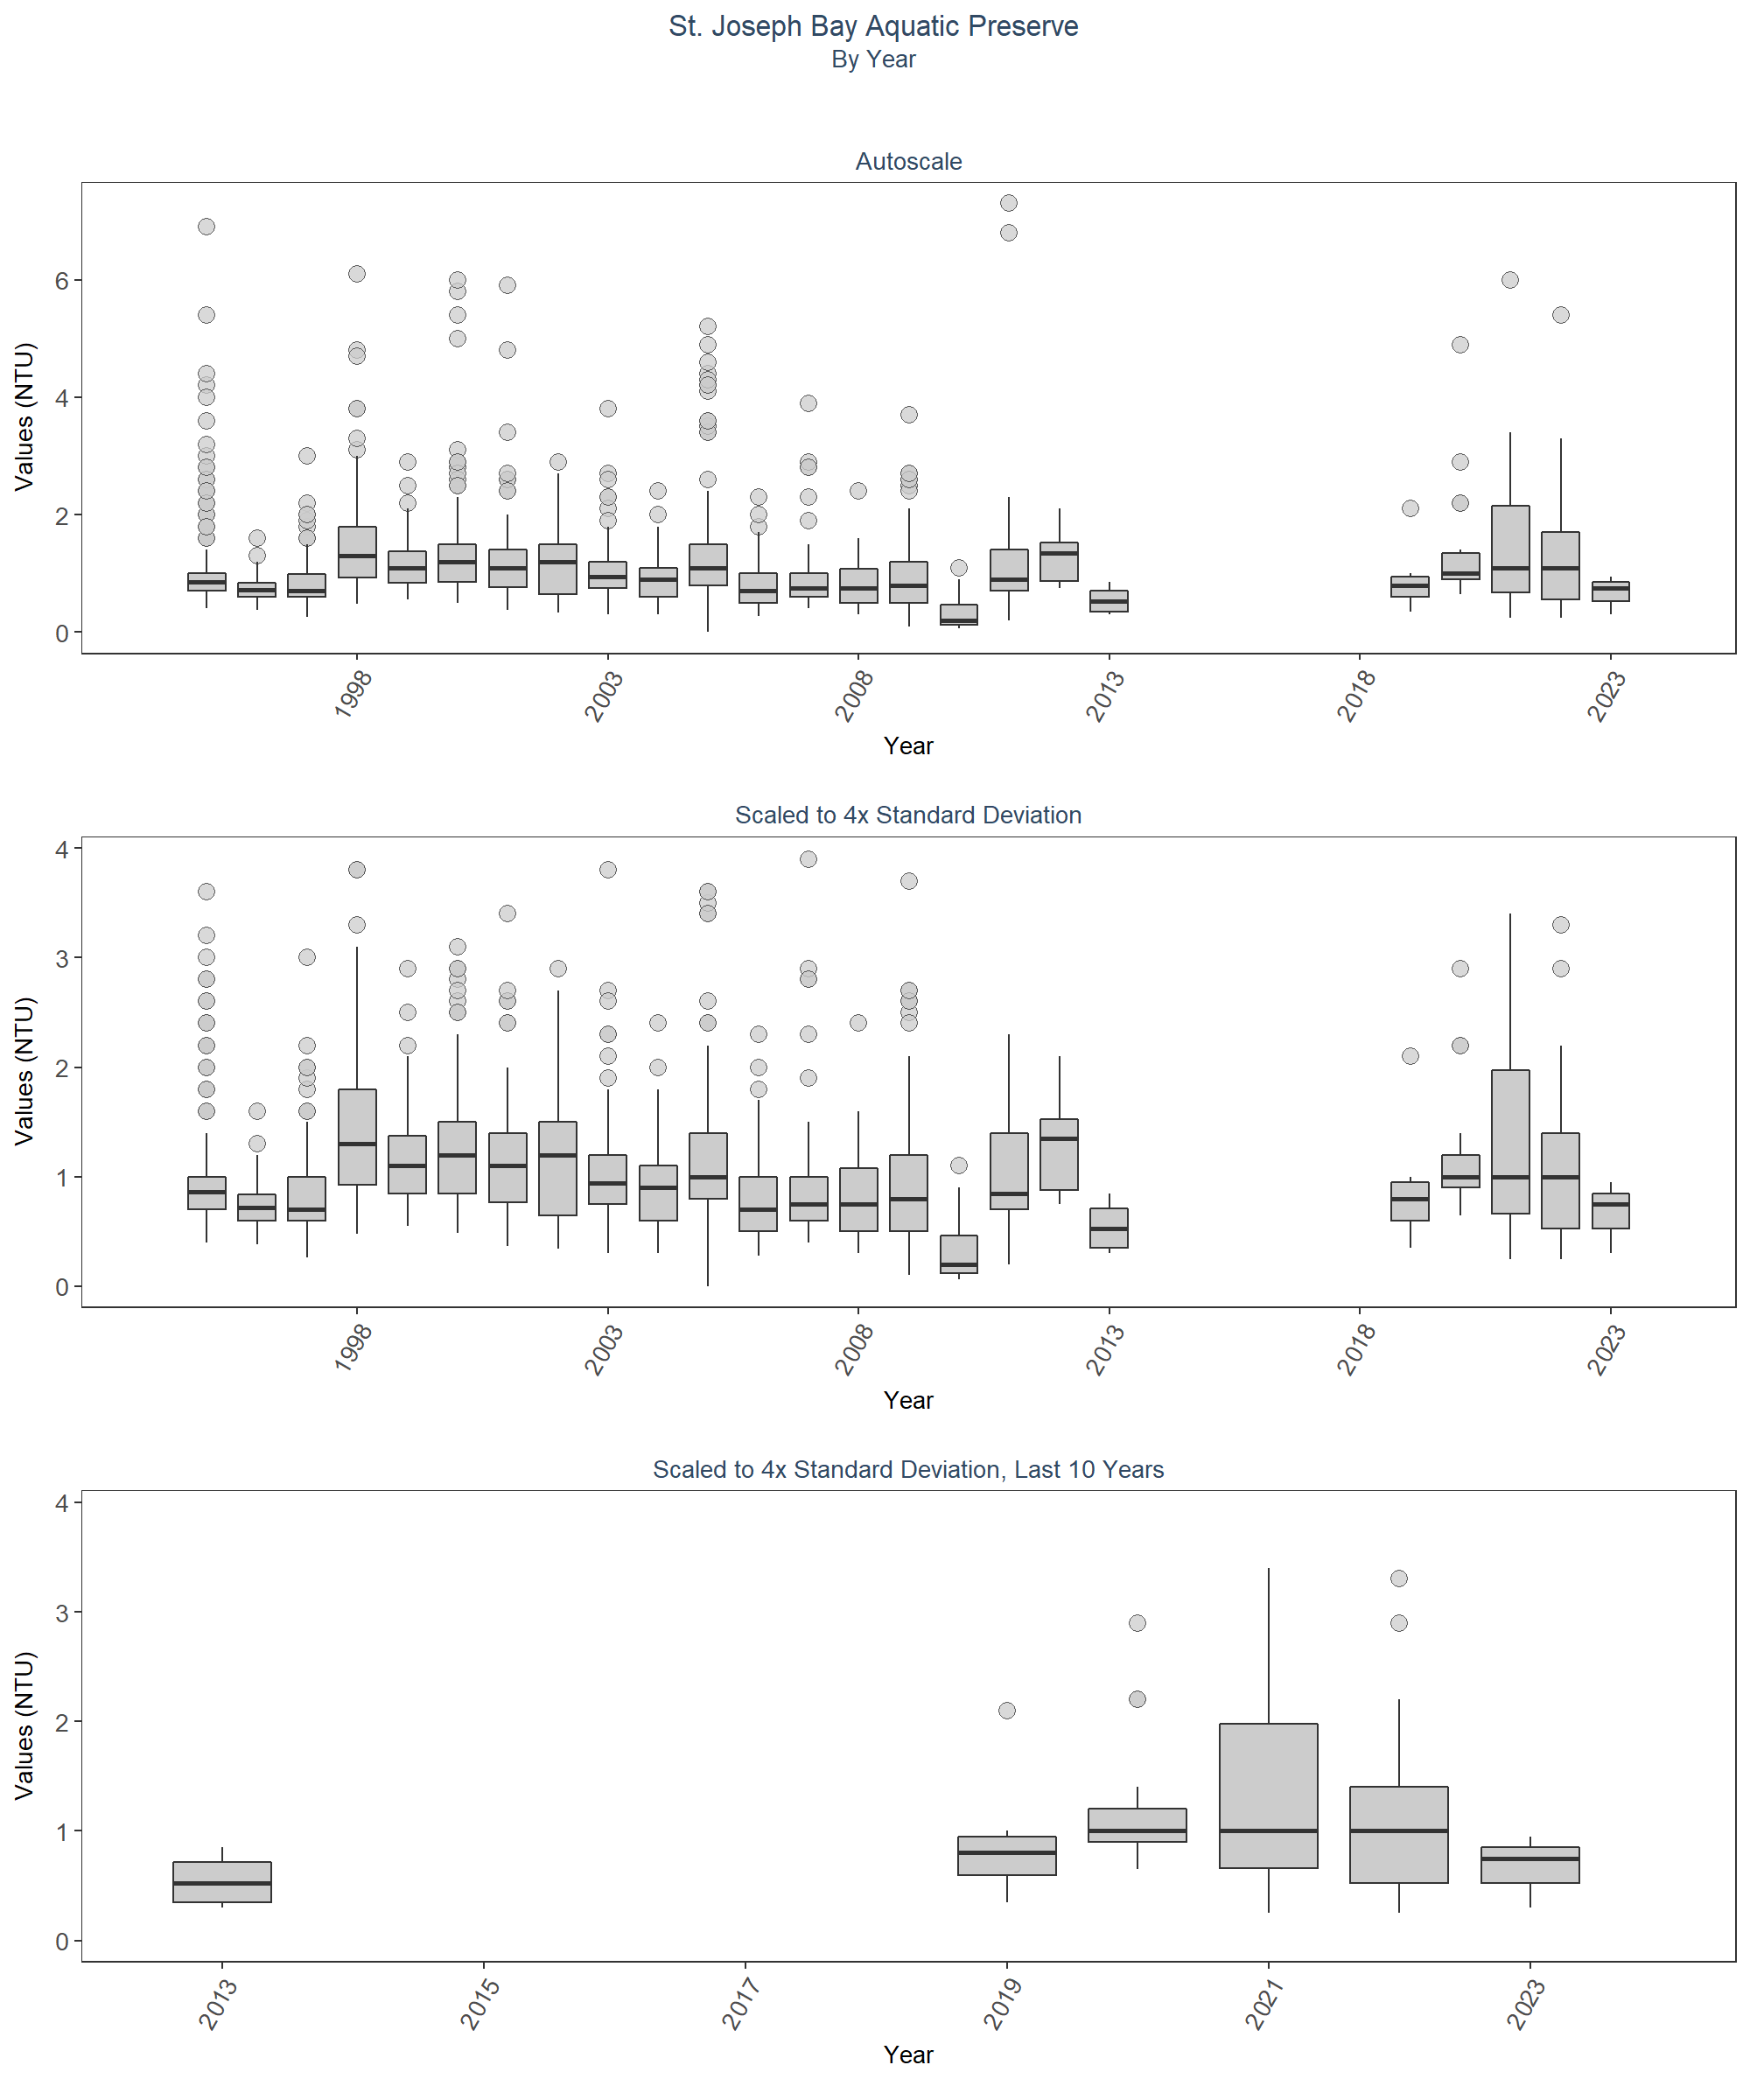 St. Joseph Bay Aquatic Preserve
By Year
Autoscale
Values (NTU)
6
4
2
0
1998
2003
2008
2013
2018
2023
Year
Scaled to 4x Standard Deviation
Values (NTU)
4
3
2
1
0
1998
2003
2008
2013
2018
2023
Year
Scaled to 4x Standard Deviation, Last 10 Years
Values (NTU)
4
3
2
1
0
2013
2015
2017
2019
2021
2023
Year